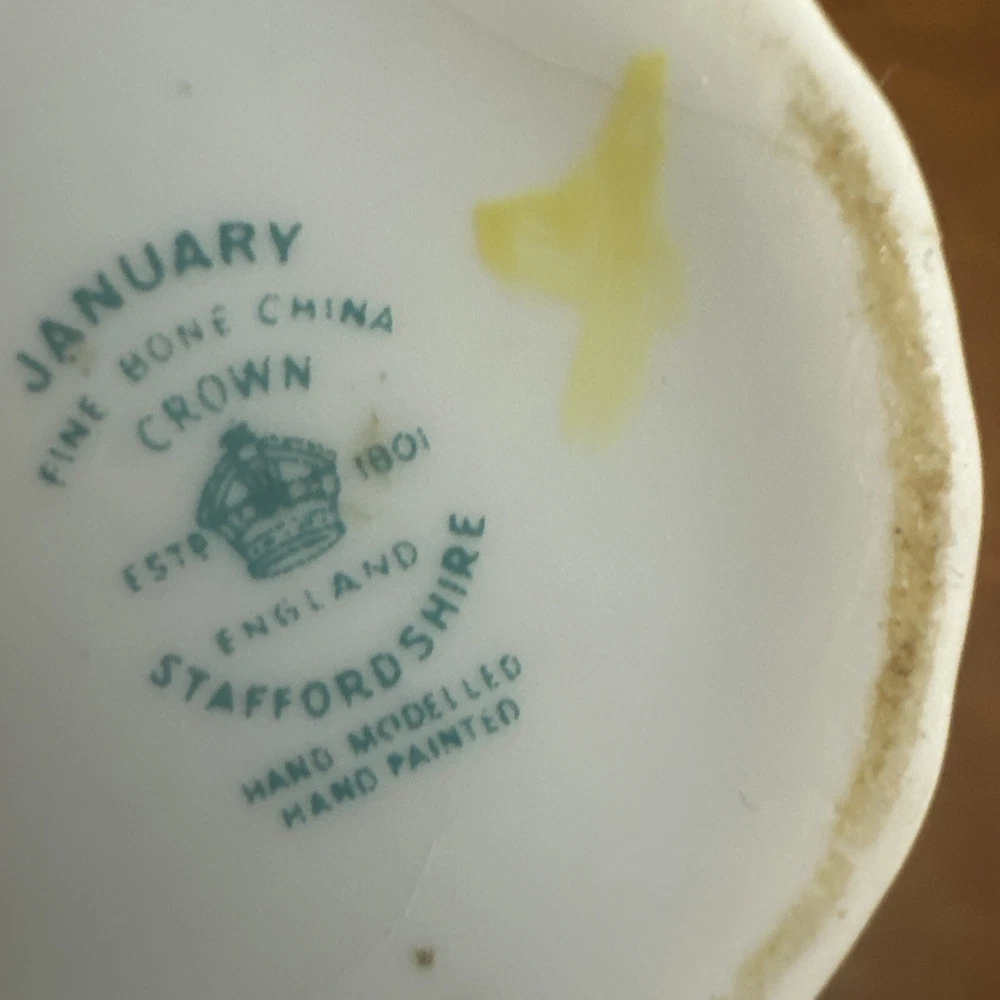 JANUARY
FINE BONE CHINA
CROWN
ESTD 1801
ENGLAND
STAFFORDSHIRE
HAND MODELLED
HAND PAINTED